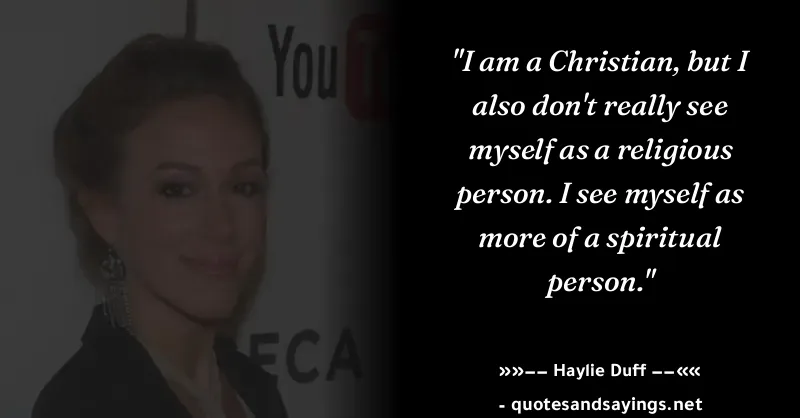 You T
ECA
"I am a Christian, but I
also don't really see
myself as a religious
person. I see myself as
more of a spiritual
person."
»»—— Haylie Duff ——««
- quotesandsayings.net